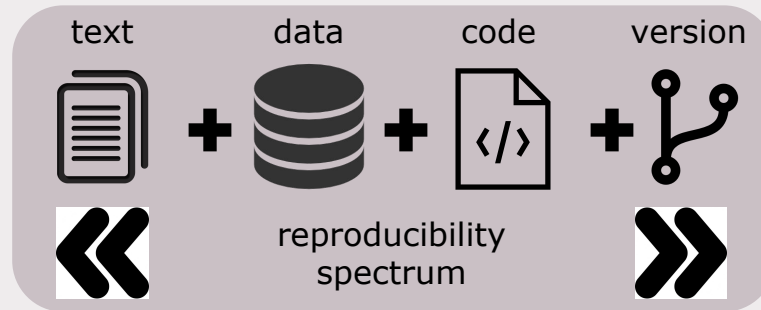 text data code version
</>
reproducibility
spectrum